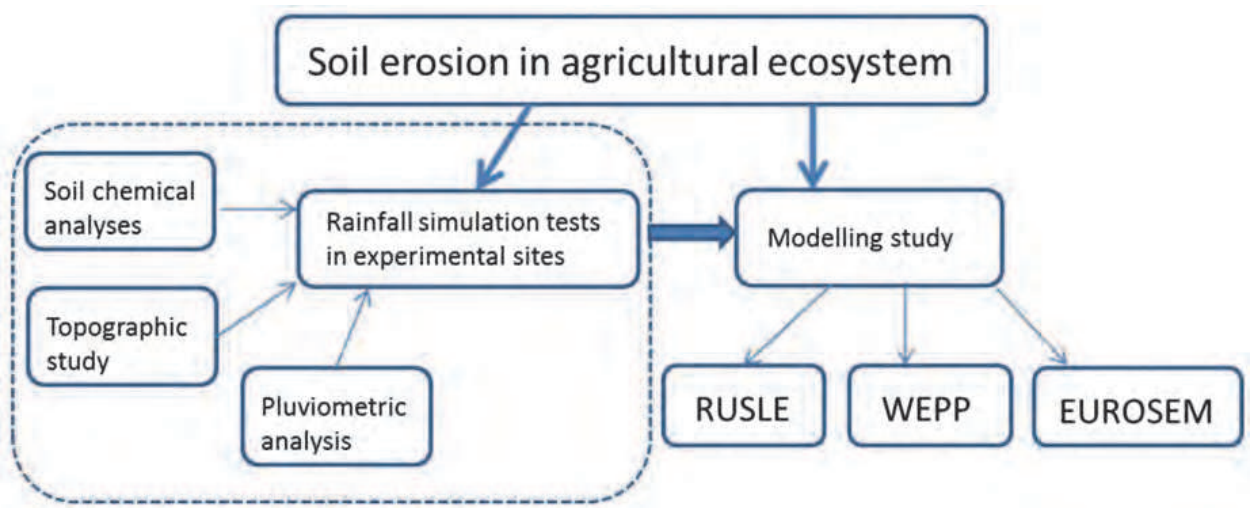 Soil erosion in agricultural ecosystem
Soil chemical
analyses
Rainfall simulation tests
in experimental sites
Modelling study
Topographic
study
Pluviometric
analysis
RUSLE
WEPP
EUROSEM